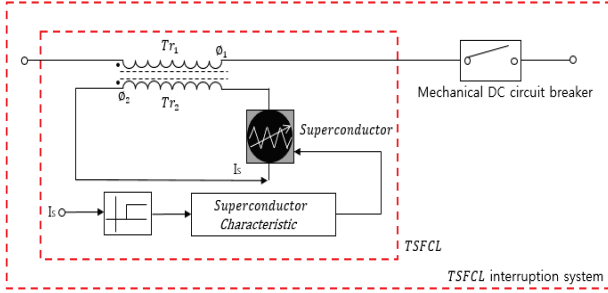 Tr₁
Ø₁
Ø₂
Tr₂
Superconductor
Iₛ
Iₛ
Superconductor
Characteristic
TSFCL
Mechanical DC circuit breaker
TSFCL interruption system